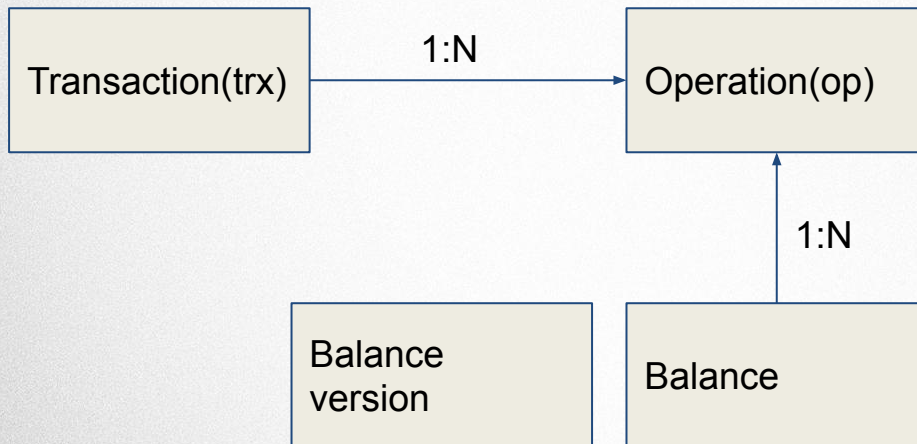 1:N
Transaction(trx)
Operation(op)
1:N
Balance
version
Balance